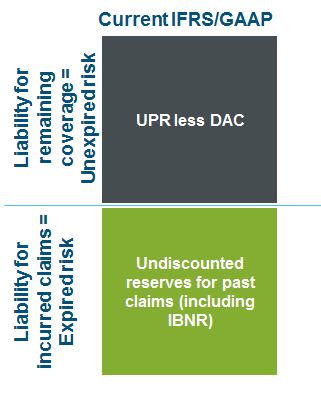 Current IFRS/GAAP
Liability for
remaining
coverage =
Unexpired risk
UPR less DAC
Liability for
incurred claims =
Expired risk
Undiscounted
reserves for past
claims (including
IBNR)